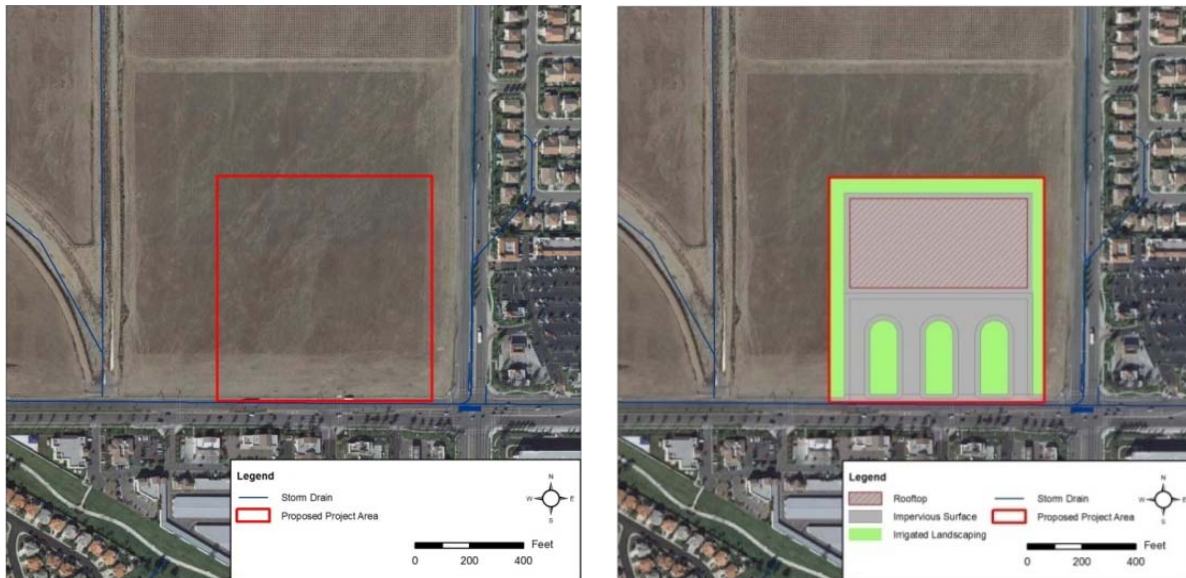 Legend
Storm Drain
Proposed Project Area
N
W
E
S
Feet
0
200
400
Legend
Rooftop
Impervious Surface
Irrigated Landscaping
Storm Drain
Proposed Project Area
N
W
E
S
Feet
0
200
400